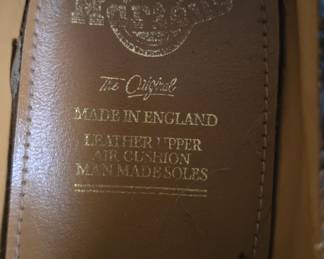 The Original
MADE IN ENGLAND
LEATHER UPPER
AIR CUSHION
MAN MADE SOLES